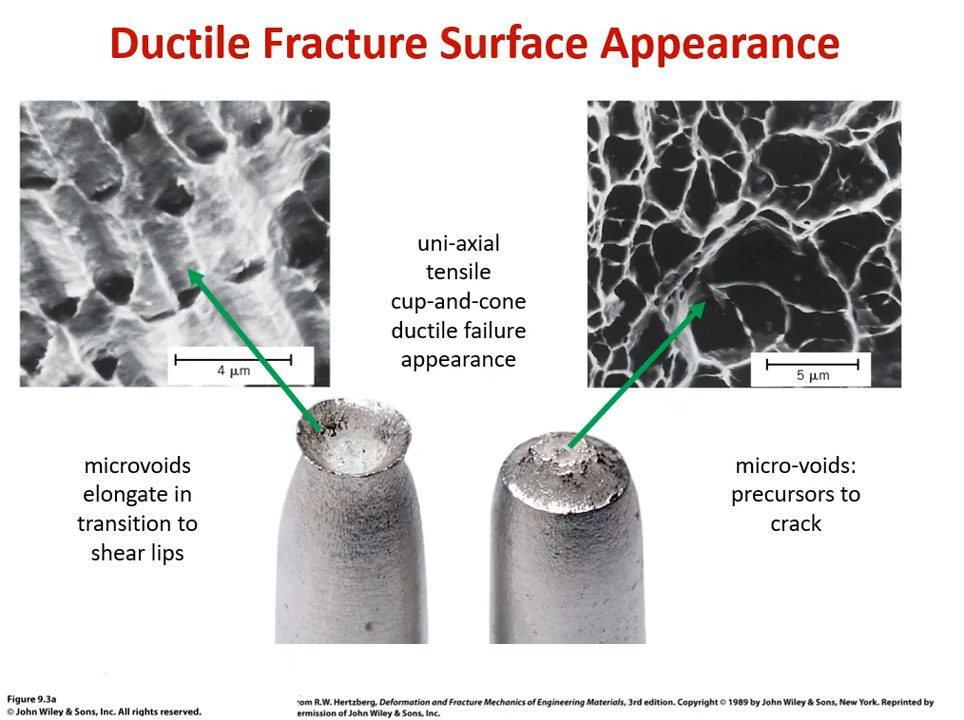 Ductile Fracture Surface Appearance
uni-axial
tensile
cup-and-cone
ductile failure
appearance
4 μm
5 μm
microvoids
elongate in
transition to
shear lips
micro-voids:
precursors to
crack
Figure 9.3a
© John Wiley & Sons, Inc. All rights reserved.
rom R.W. Hertzberg, Deformation and Fracture Mechanics of Engineering Materials, 3rd edition. Copyright © 1989 by John Wiley & Sons, New York. Reprinted by
ermission of John Wiley & Sons, Inc.